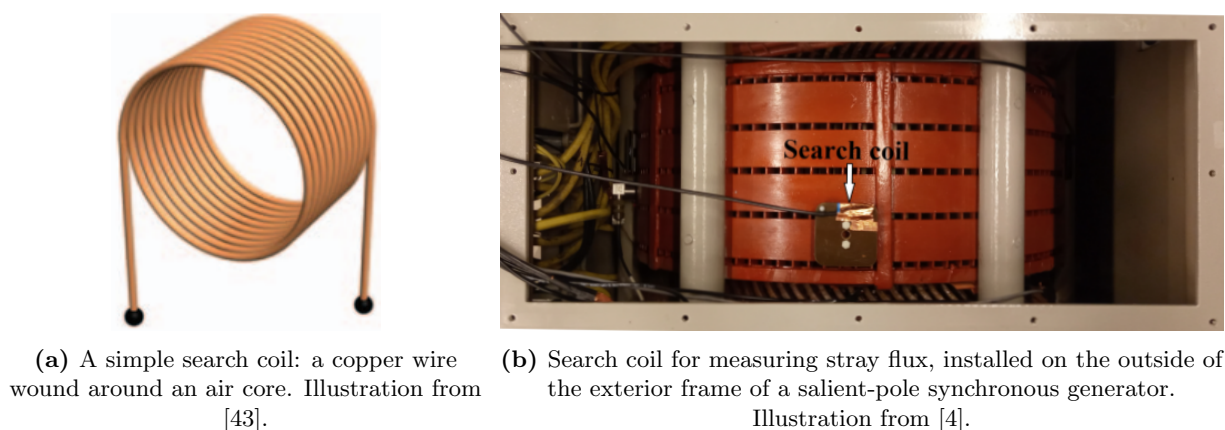 Search coil
(a) A simple search coil: a copper wire
wound around an air core. Illustration from
[43].
(b) Search coil for measuring stray flux, installed on the outside of
the exterior frame of a salient-pole synchronous generator.
Illustration from [4].